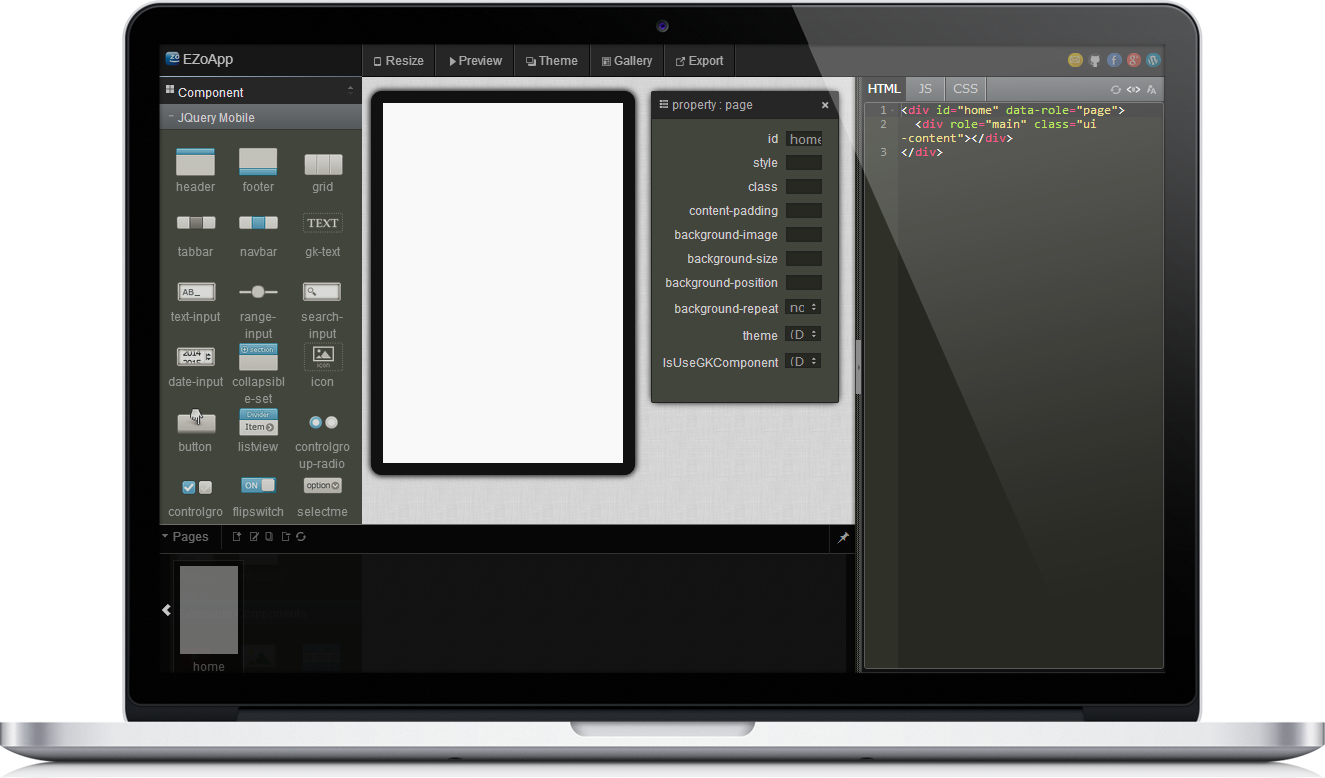 EZoApp
Resize
Preview
Theme
Gallery
Export
Component
JQuery Mobile
header
footer
grid
tabbar
navbar
TEXT
gk-text
AB_
text-input
range-
input
search-
input
2014
2015
date-input
section
collapsibl
e-set
icon
icon
button
Divider
Item
listview
controlgro
up-radio
controlgro
ON
flipswitch
option
selectme
property : page
id
home
style
class
content-padding
background-image
background-size
background-position
background-repeat
nc
theme
(D
IsUseGKComponent
(D
HTML
JS
CSS
1 <div id="home" data-role="page">
2 <div role="main" class="ui
-content"></div>
3 </div>
Pages
home